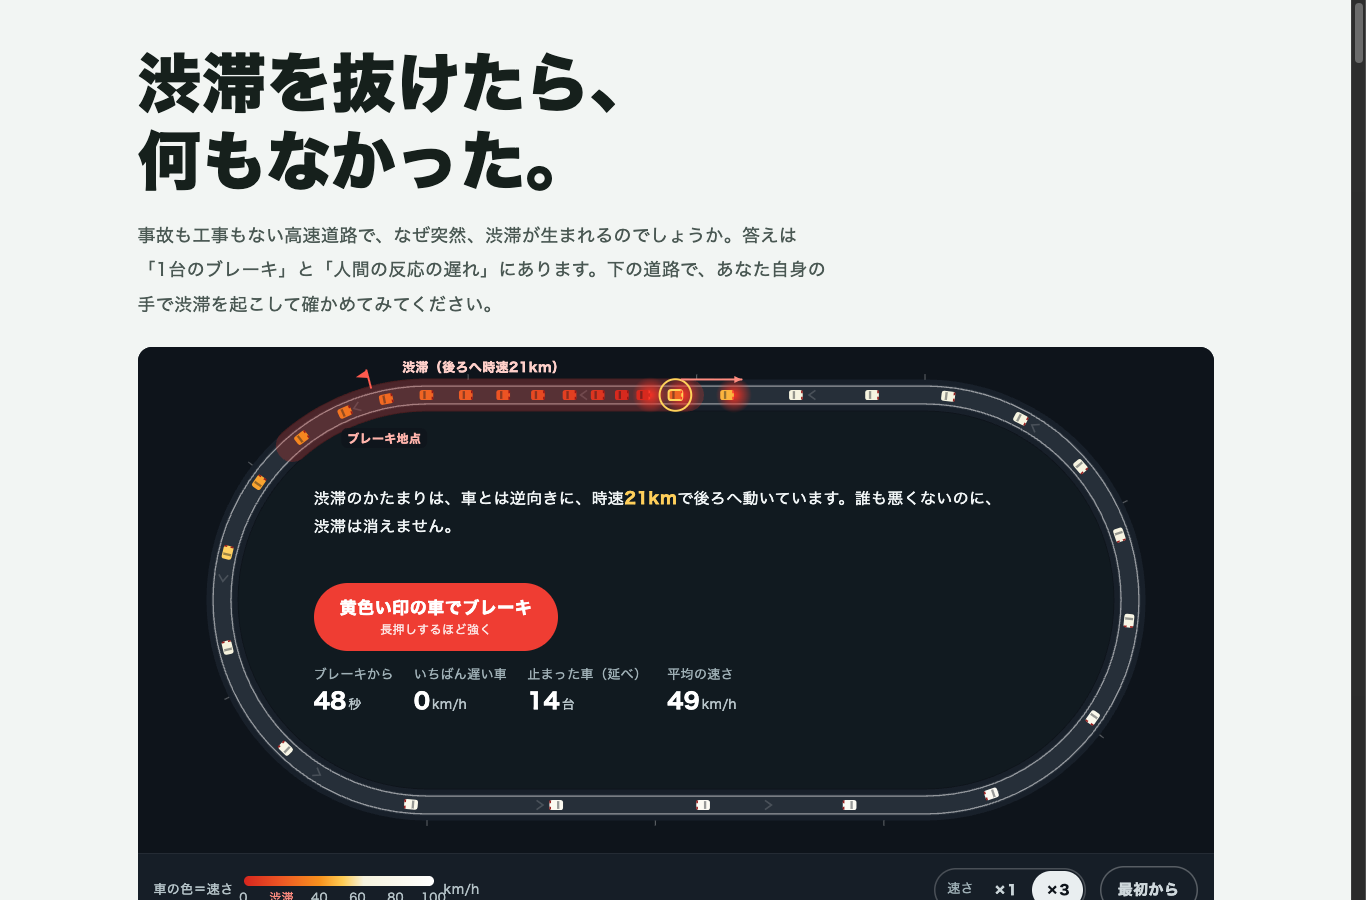 渋滞を抜けたら、
何もなかった。
事故も工事もない高速道路で、なぜ突然、渋滞が生まれるのでしょうか。答えは
「1台のブレーキ」と「人間の反応の遅れ」にあります。下の道路で、あなた自身の
手で渋滞を起こして確かめてみてください。
渋滞（後ろへ時速21km）
ブレーキ地点
渋滞のかたまりは、車とは逆向きに、時速21kmで後ろへ動いています。誰も悪くないのに、
渋滞は消えません。
黄色い印の車でブレーキ
長押しするほど強く
ブレーキから いちばん遅い車 止まった車（延べ） 平均の速さ
48秒 0km/h 14台 49km/h
車の色＝速さ 0 渋滞 40 60 80 100 km/h
速さ ×1 ×3 最初から